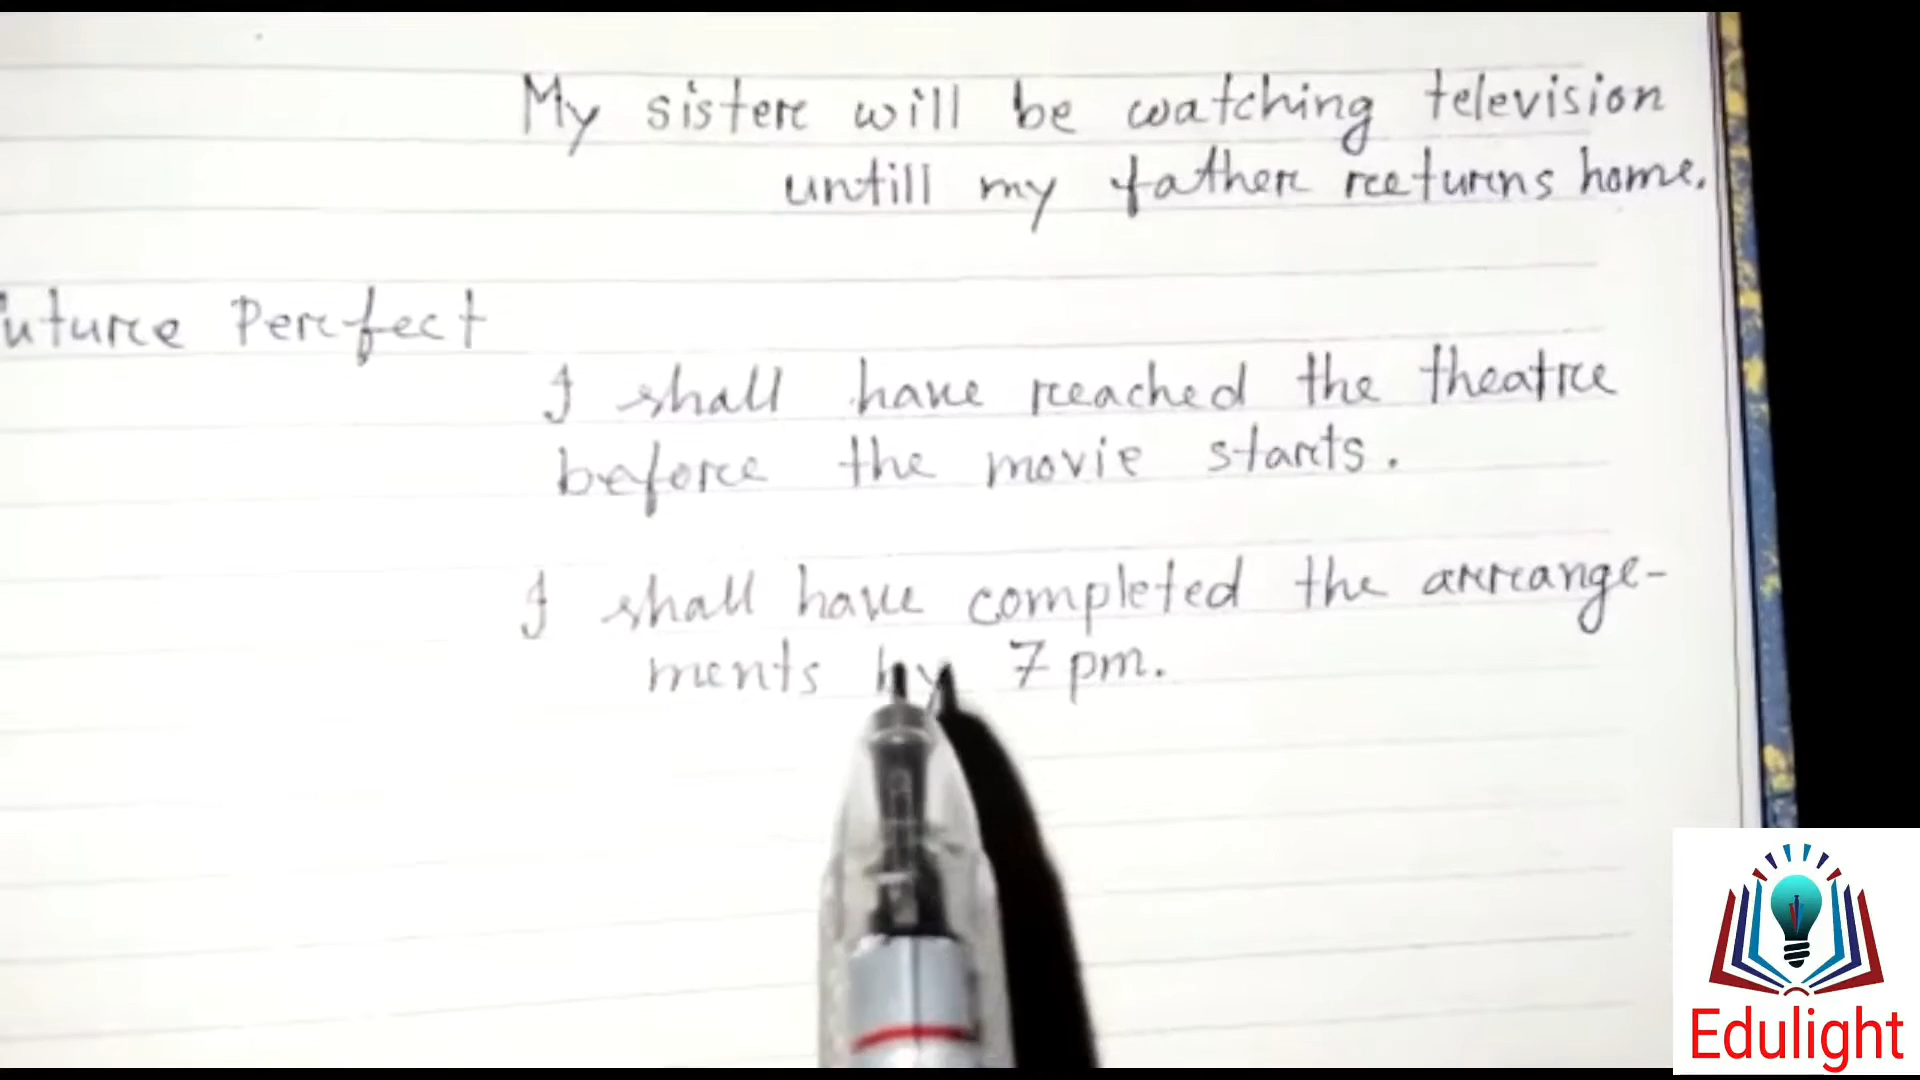 My sister will be watching television
untill my father returns home.
Future Perfect
I shall have reached the theatre
before the movie starts.
I shall have completed the arrange-
ments by 7 pm.
Edulight